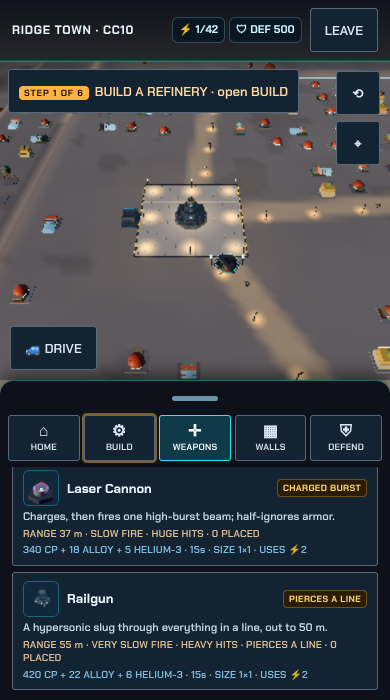 RIDGE TOWN · CC10
⚡ 1/42
🛡 DEF 500
LEAVE
STEP 1 OF 6 BUILD A REFINERY · open BUILD
🚙 DRIVE
HOME
BUILD
WEAPONS
WALLS
DEFEND
Laser Cannon
CHARGED BURST
Charges, then fires one high-burst beam; half-ignores armor.
RANGE 37 m · SLOW FIRE · HUGE HITS · 0 PLACED
340 CP + 18 ALLOY + 5 HELIUM-3 · 15s · SIZE 1×1 · USES ⚡2
Railgun
PIERCES A LINE
A hypersonic slug through everything in a line, out to 50 m.
RANGE 55 m · VERY SLOW FIRE · HEAVY HITS · PIERCES A LINE · 0
PLACED
420 CP + 22 ALLOY + 6 HELIUM-3 · 15s · SIZE 1×1 · USES ⚡2